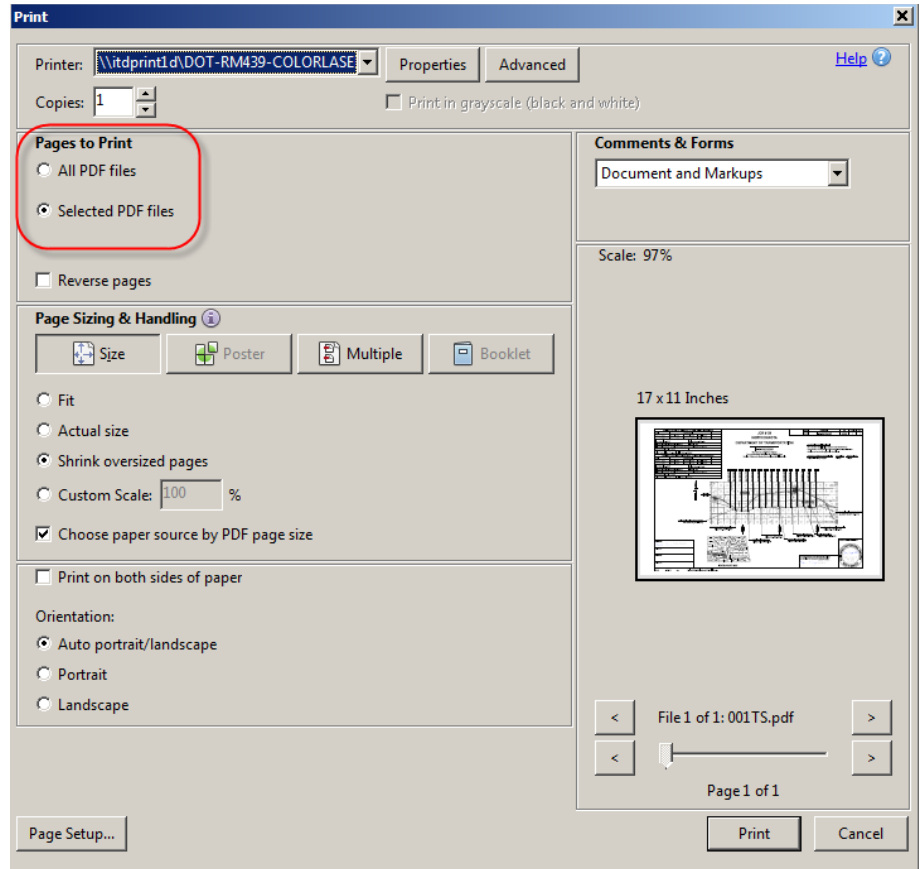 Print
Printer: \\itdprint1d\DOT-RM439-COLORLASE Properties Advanced Help
Copies: 1 Print in grayscale (black and white)
Pages to Print
All PDF files
Selected PDF files
Reverse pages
Comments & Forms
Document and Markups
Page Sizing & Handling
Size Poster Multiple Booklet
Fit
Actual size
Shrink oversized pages
Custom Scale: 100 %
Choose paper source by PDF page size
Print on both sides of paper
Orientation:
Auto portrait/landscape
Portrait
Landscape
Scale: 97%
17 x 11 Inches
< File 1 of 1: 001TS.pdf >
< >
Page 1 of 1
Page Setup... Print Cancel